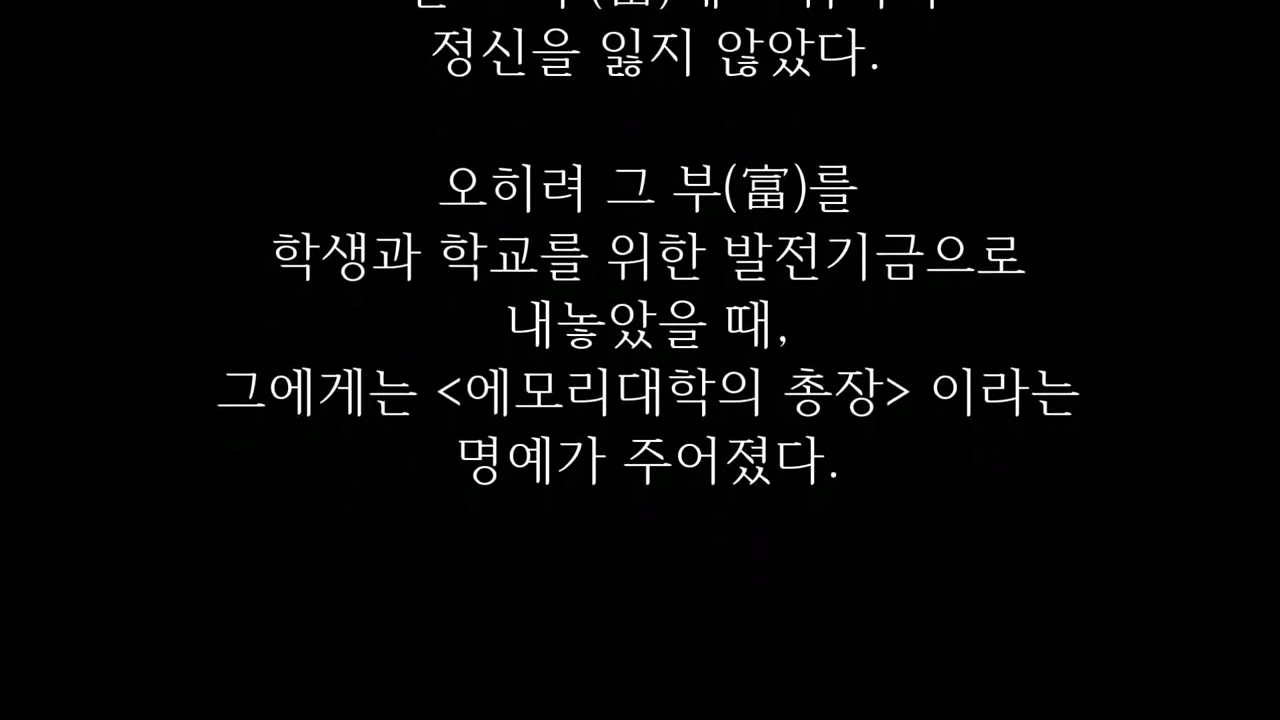 정신을 잃지 않았다.
오히려 그 부(富)를
학생과 학교를 위한 발전기금으로
내놓았을 때,
그에게는 <에모리대학의 총장> 이라는
명예가 주어졌다.